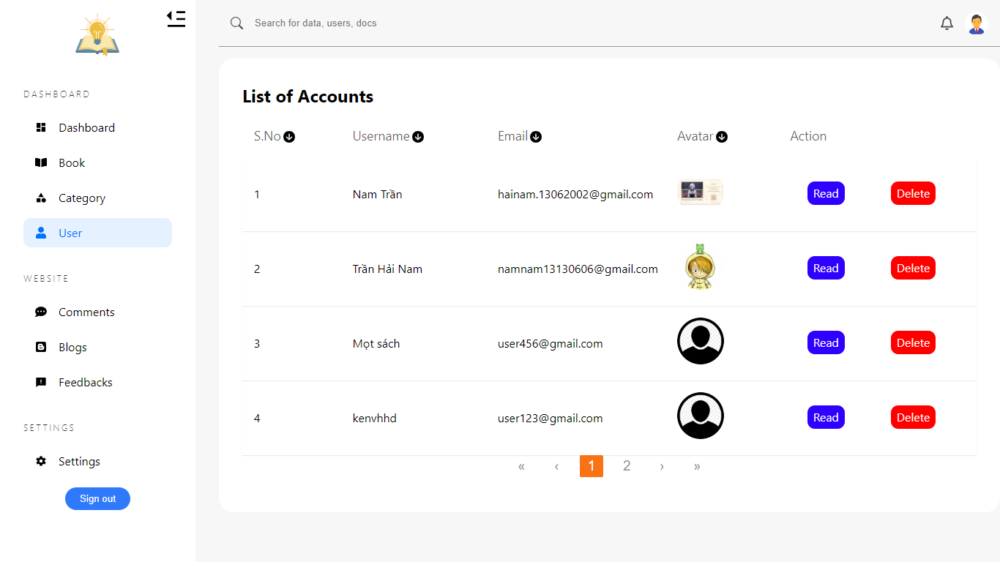 Search for data, users, docs
DASHBOARD
Dashboard
Book
Category
User
WEBSITE
Comments
Blogs
Feedbacks
SETTINGS
Settings
Sign out
List of Accounts
S.No Username Email Avatar Action
1 Nam Trần hainam.13062002@gmail.com Read Delete
2 Trần Hải Nam namnam13130606@gmail.com Read Delete
3 Mọt sách user456@gmail.com Read Delete
4 kenvhhd user123@gmail.com Read Delete
« ‹ 1 2 › »